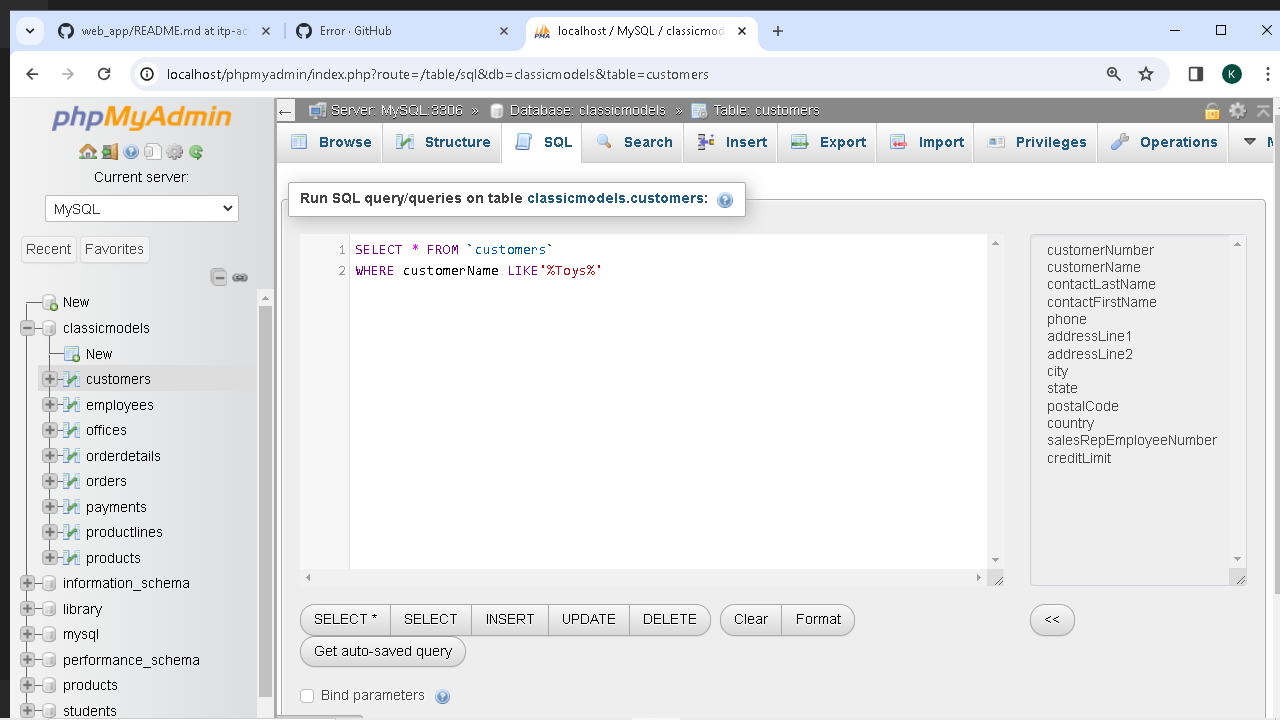 web_app/README.md at itp-ac
Error · GitHub
localhost / MySQL / classicmod
localhost/phpmyadmin/index.php?route=/table/sql&db=classicmodels&table=customers
K
phpMyAdmin
Current server:
MySQL
Recent
Favorites
New
classicmodels
New
customers
employees
offices
orderdetails
orders
payments
productlines
products
information_schema
library
mysql
performance_schema
products
students
Server: MySQL:3306 » Database: classicmodels » Table: customers
Browse
Structure
SQL
Search
Insert
Export
Import
Privileges
Operations
Run SQL query/queries on table classicmodels.customers:
1 SELECT * FROM `customers`
2 WHERE customerName LIKE'%Toys%'
customerNumber
customerName
contactLastName
contactFirstName
phone
addressLine1
addressLine2
city
state
postalCode
country
salesRepEmployeeNumber
creditLimit
SELECT *
SELECT
INSERT
UPDATE
DELETE
Clear
Format
<<
Get auto-saved query
Bind parameters